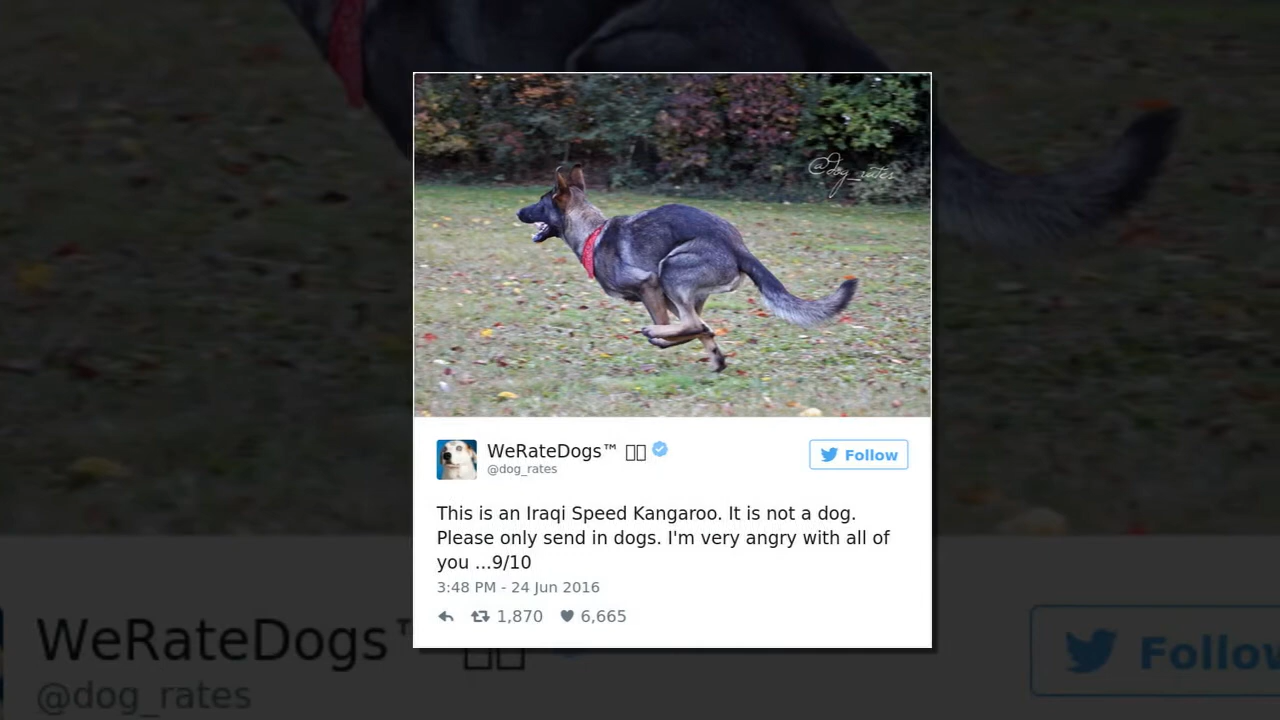 @dog_rates
WeRateDogs™
@dog_rates
Follow
This is an Iraqi Speed Kangaroo. It is not a dog.
Please only send in dogs. I'm very angry with all of
you ...9/10
3:48 PM - 24 Jun 2016
1,870 6,665
WeRateDogs™
@dog_rates
Follow